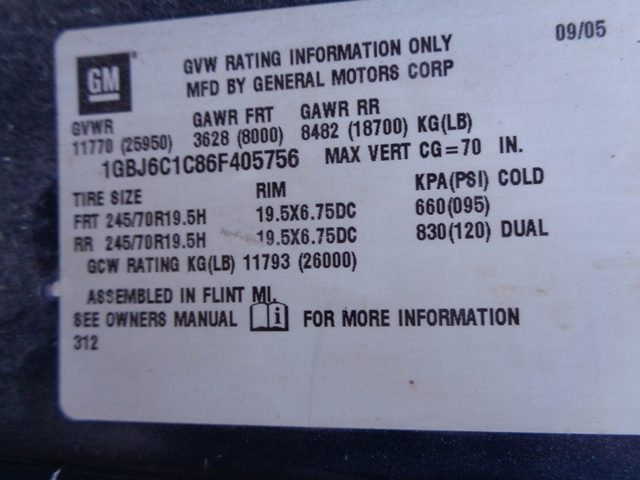 GM
GVW RATING INFORMATION ONLY
09/05
MFD BY GENERAL MOTORS CORP
GVWR GAWR FRT GAWR RR
11770 (25950) 3628 (8000) 8482 (18700) KG(LB)
1GBJ6C1C86F405756 MAX VERT CG=70 IN.
TIRE SIZE RIM KPA(PSI) COLD
FRT 245/70R19.5H 19.5X6.75DC 660(095)
RR 245/70R19.5H 19.5X6.75DC 830(120) DUAL
GCW RATING KG(LB) 11793 (26000)
ASSEMBLED IN FLINT MI.
SEE OWNERS MANUAL i FOR MORE INFORMATION
312